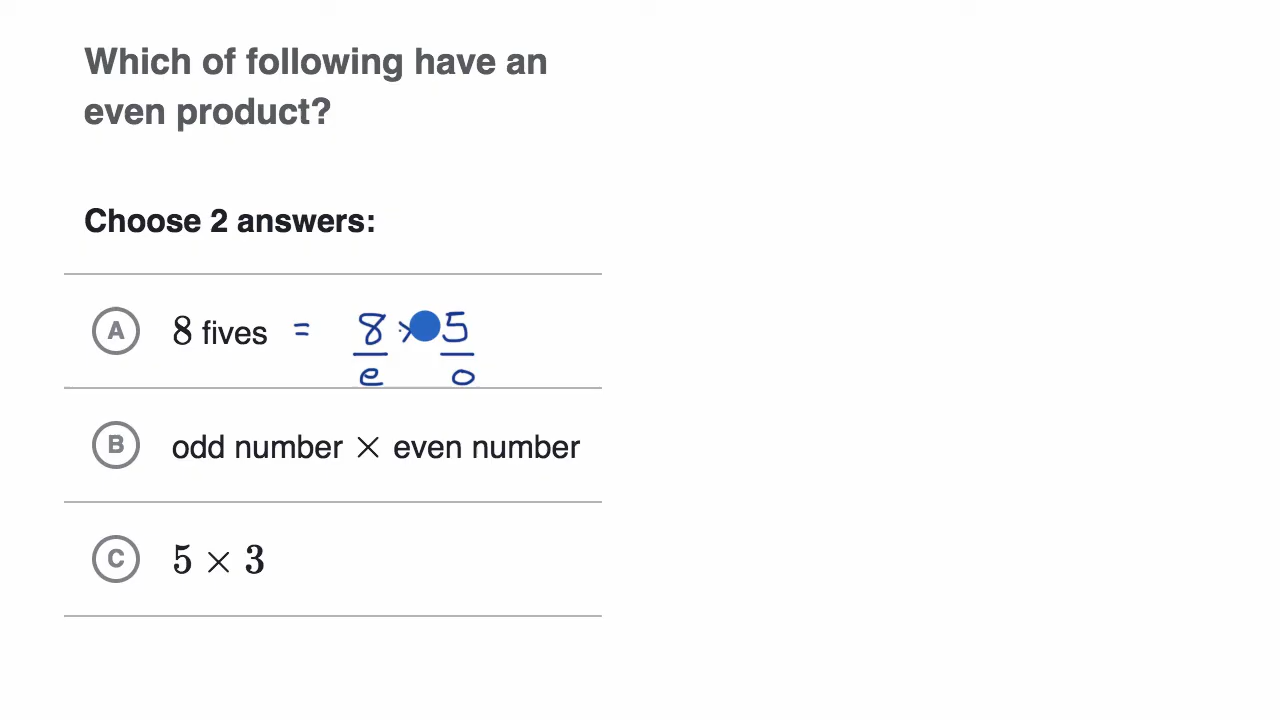 Which of following have an
even product?
Choose 2 answers:
A 8 fives = 8 × 5
e o
B odd number × even number
C 5 × 3